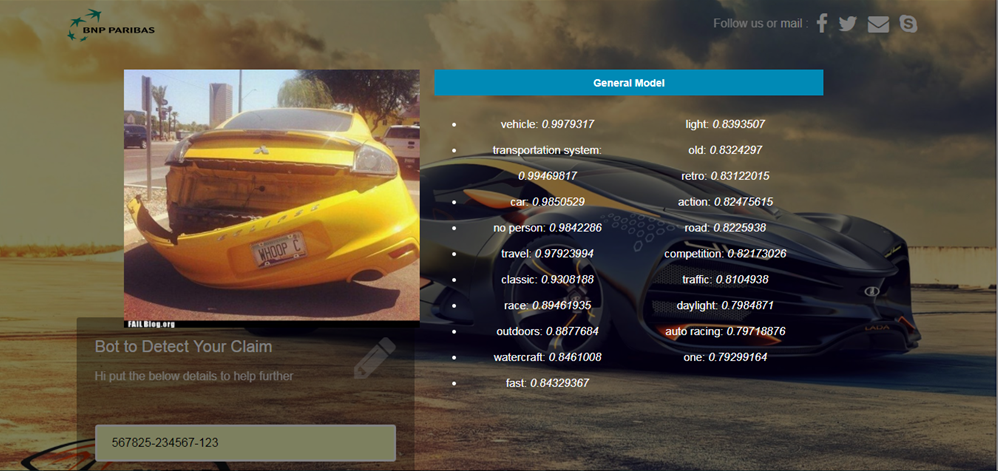 BNP PARIBAS
Follow us or mail :
General Model
vehicle: 0.9979317
transportation system:
0.99469817
car: 0.9850529
no person: 0.9842286
travel: 0.97923994
classic: 0.9308188
race: 0.89461935
outdoors: 0.8877684
watercraft: 0.8461008
fast: 0.84329367
light: 0.8393507
old: 0.8324297
retro: 0.83122015
action: 0.82475615
road: 0.8225938
competition: 0.82173026
traffic: 0.8104938
daylight: 0.7984871
auto racing: 0.79718876
one: 0.79299164
WHOOP C
FAIL Blog.org
LADA
Bot to Detect Your Claim
Hi put the below details to help further
567825-234567-123